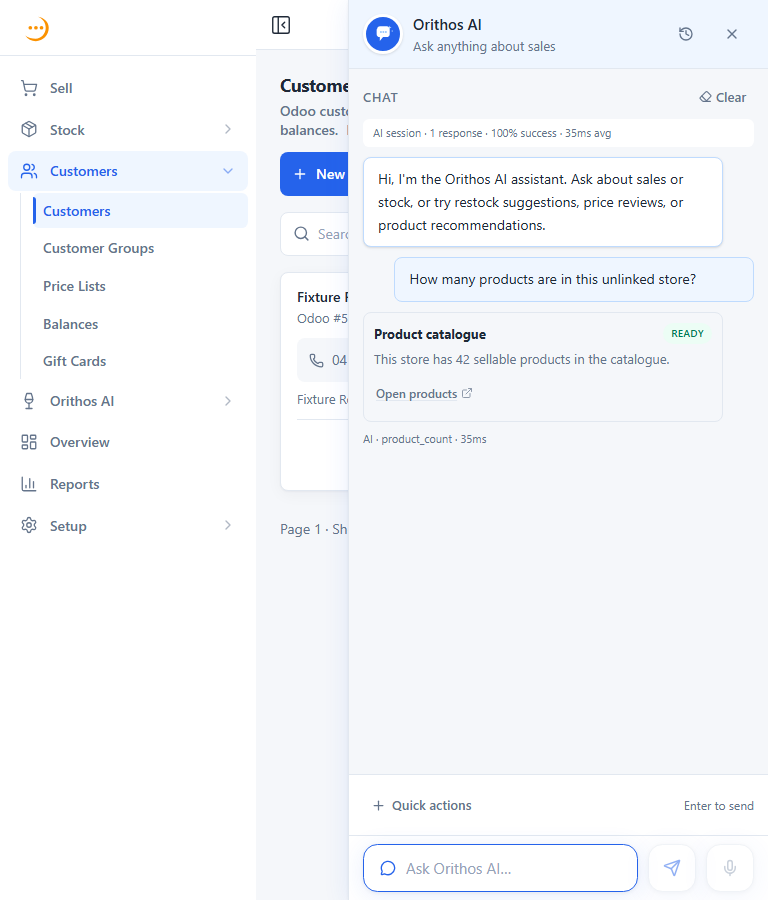 Sell
Stock
Customers
Customers
Customer Groups
Price Lists
Balances
Gift Cards
Orithos AI
Overview
Reports
Setup
Odoo
balances.
New
Odoo #5
04
Fixture
Page 1 · Sh
Orithos AI
Ask anything about sales
CHAT
Clear
AI session · 1 response · 100% success · 35ms avg
Hi, I'm the Orithos AI assistant. Ask about sales or
stock, or try restock suggestions, price reviews, or
product recommendations.
How many products are in this unlinked store?
Product catalogue
READY
This store has 42 sellable products in the catalogue.
Open products
AI · product_count · 35ms
+ Quick actions
Enter to send
Ask Orithos AI...